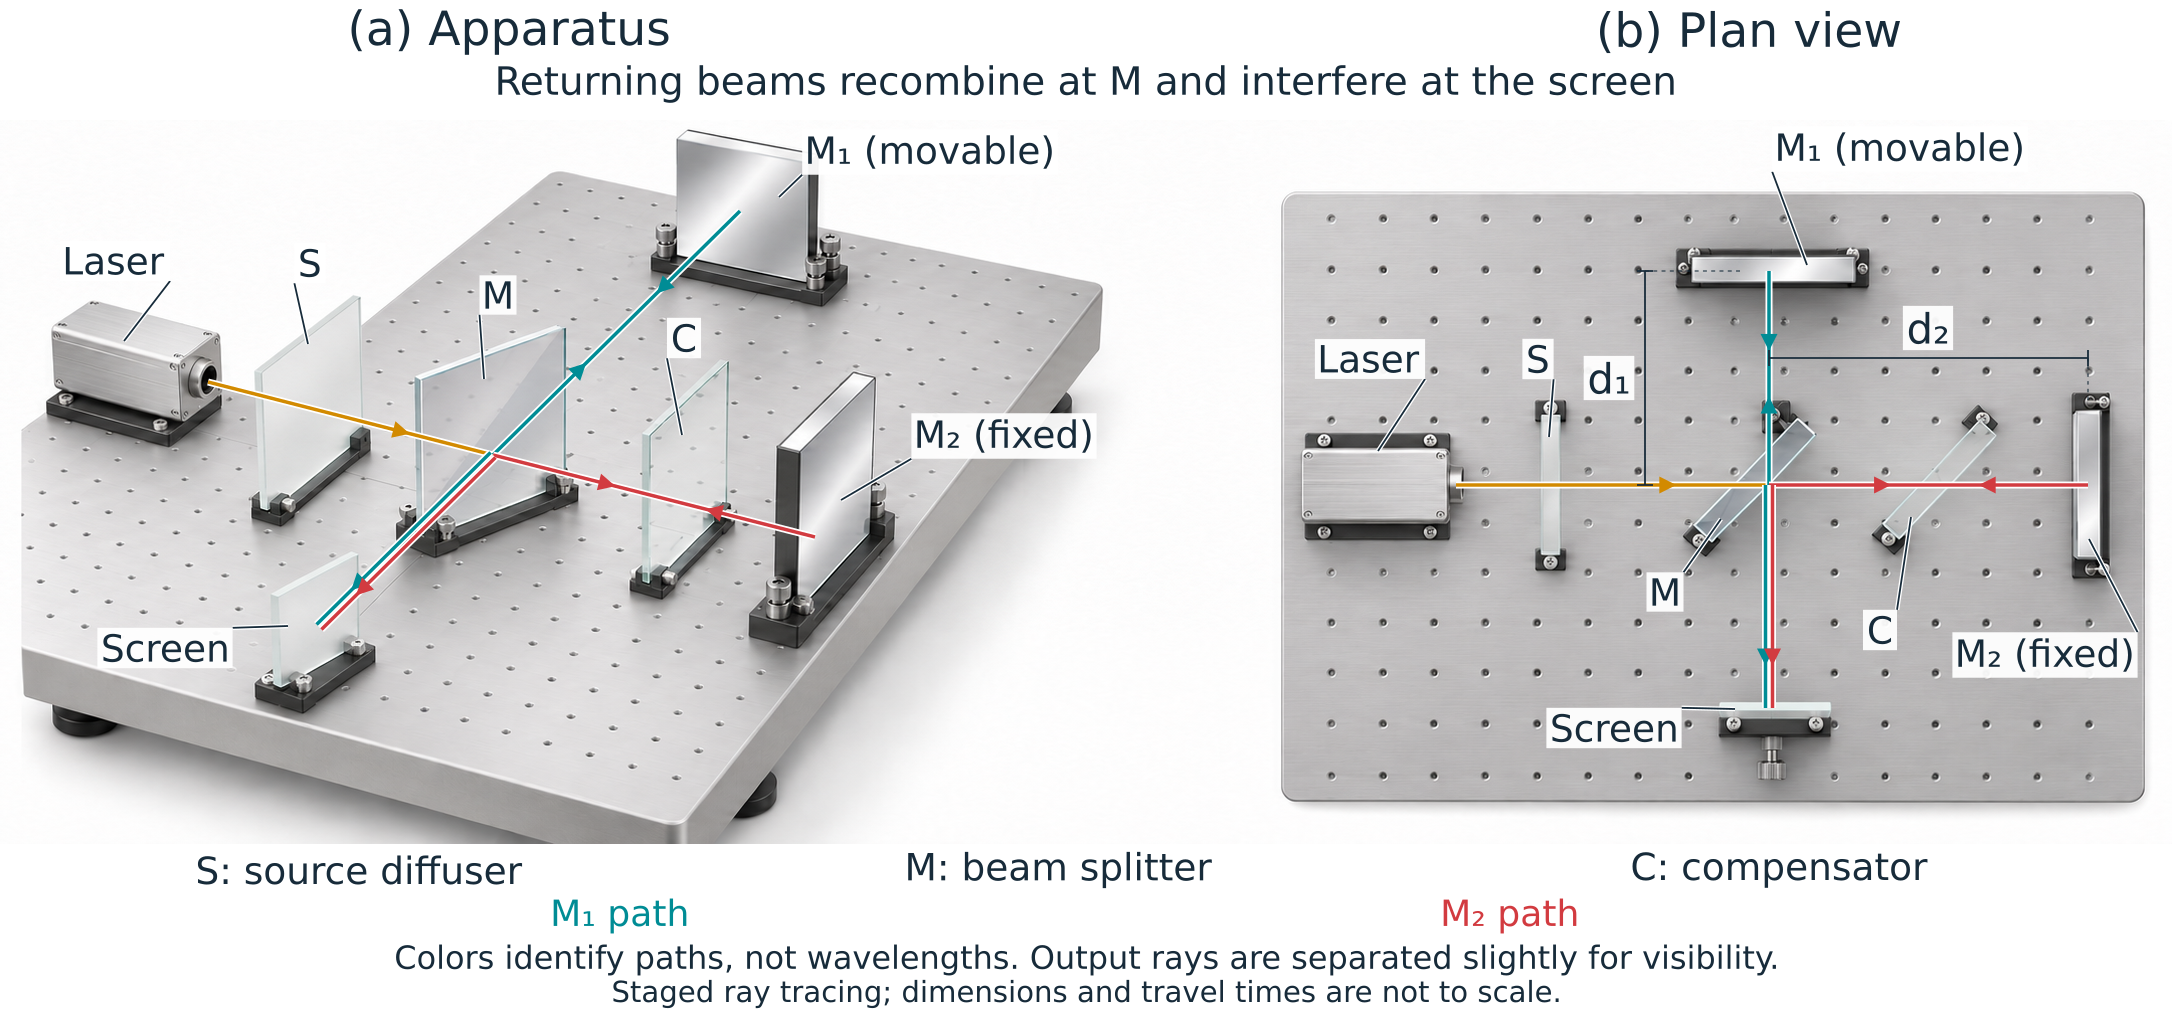 (a) Apparatus
(b) Plan view
Returning beams recombine at M and interfere at the screen
M₁ (movable)
Laser
S
M
C
M₂ (fixed)
Screen
M₁ (movable)
d₂
Laser
S
d₁
M
C
M₂ (fixed)
Screen
S: source diffuser
M: beam splitter
C: compensator
M₁ path
M₂ path
Colors identify paths, not wavelengths. Output rays are separated slightly for visibility.
Staged ray tracing; dimensions and travel times are not to scale.